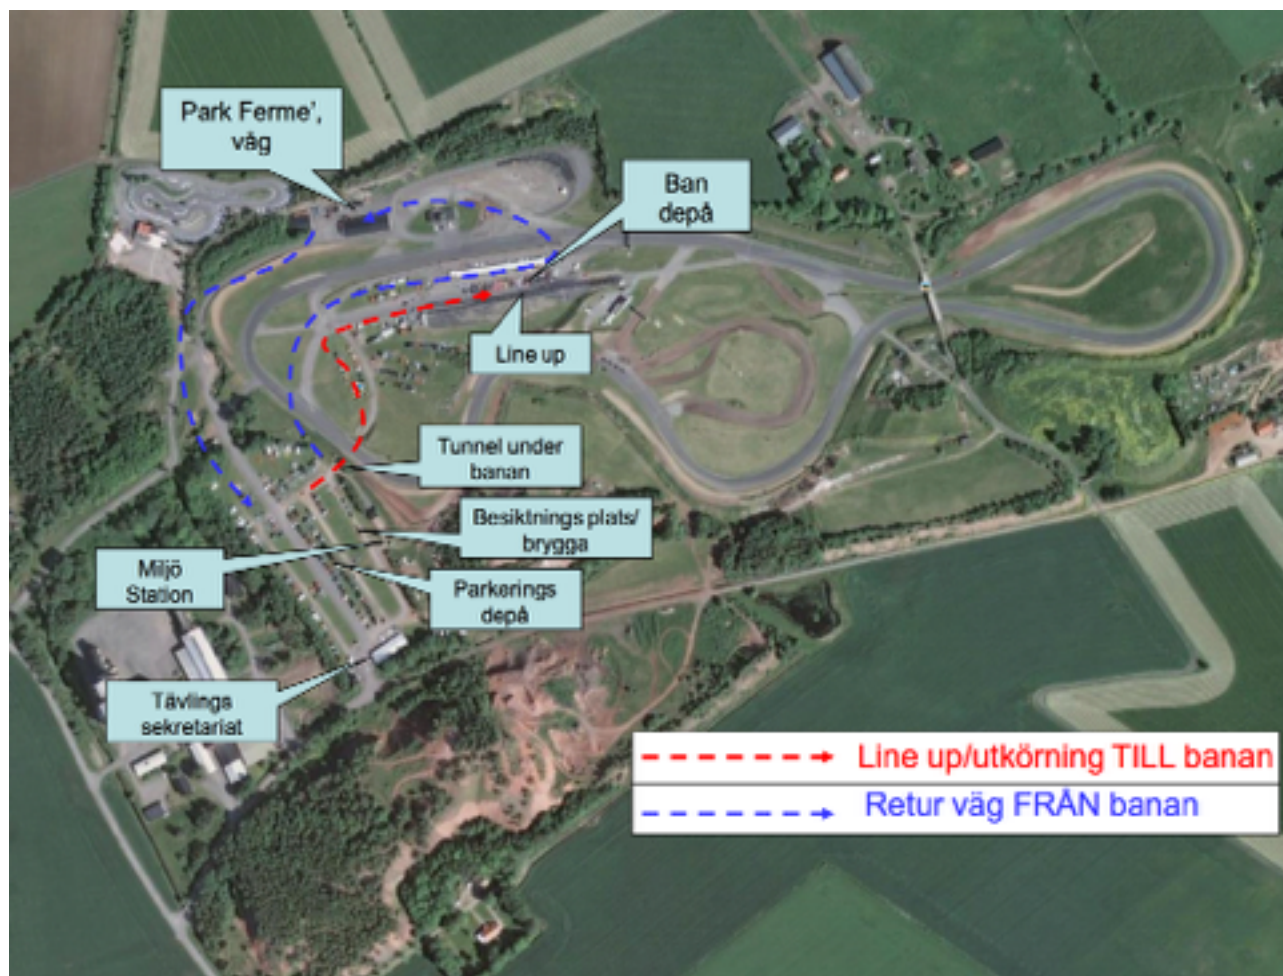 Park Ferme',
våg
Ban
depå
Line up
Tunnel under
banan
Besiktnings plats/
brygga
Miljö
Station
Parkerings
depå
Tävlings
sekretariat
Line up/utkörning TILL banan
Retur väg FRÅN banan